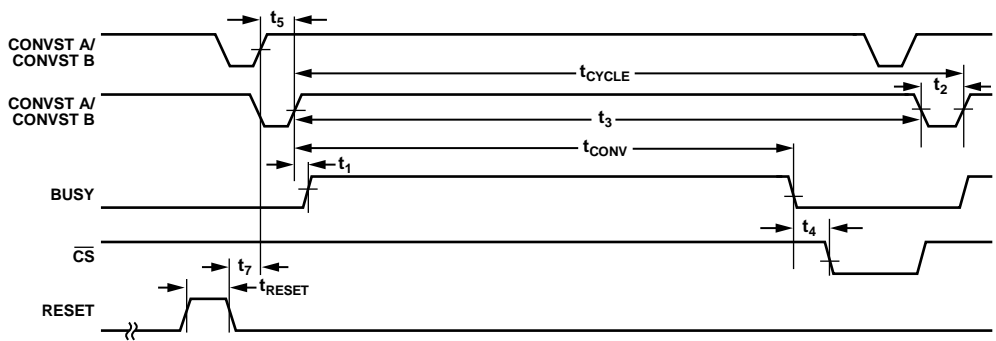 t5
CONVST A/
CONVST B
tCYCLE
t2
CONVST A/
CONVST B
t3
tCONV
t1
BUSY
t4
CS
t7
tRESET
RESET